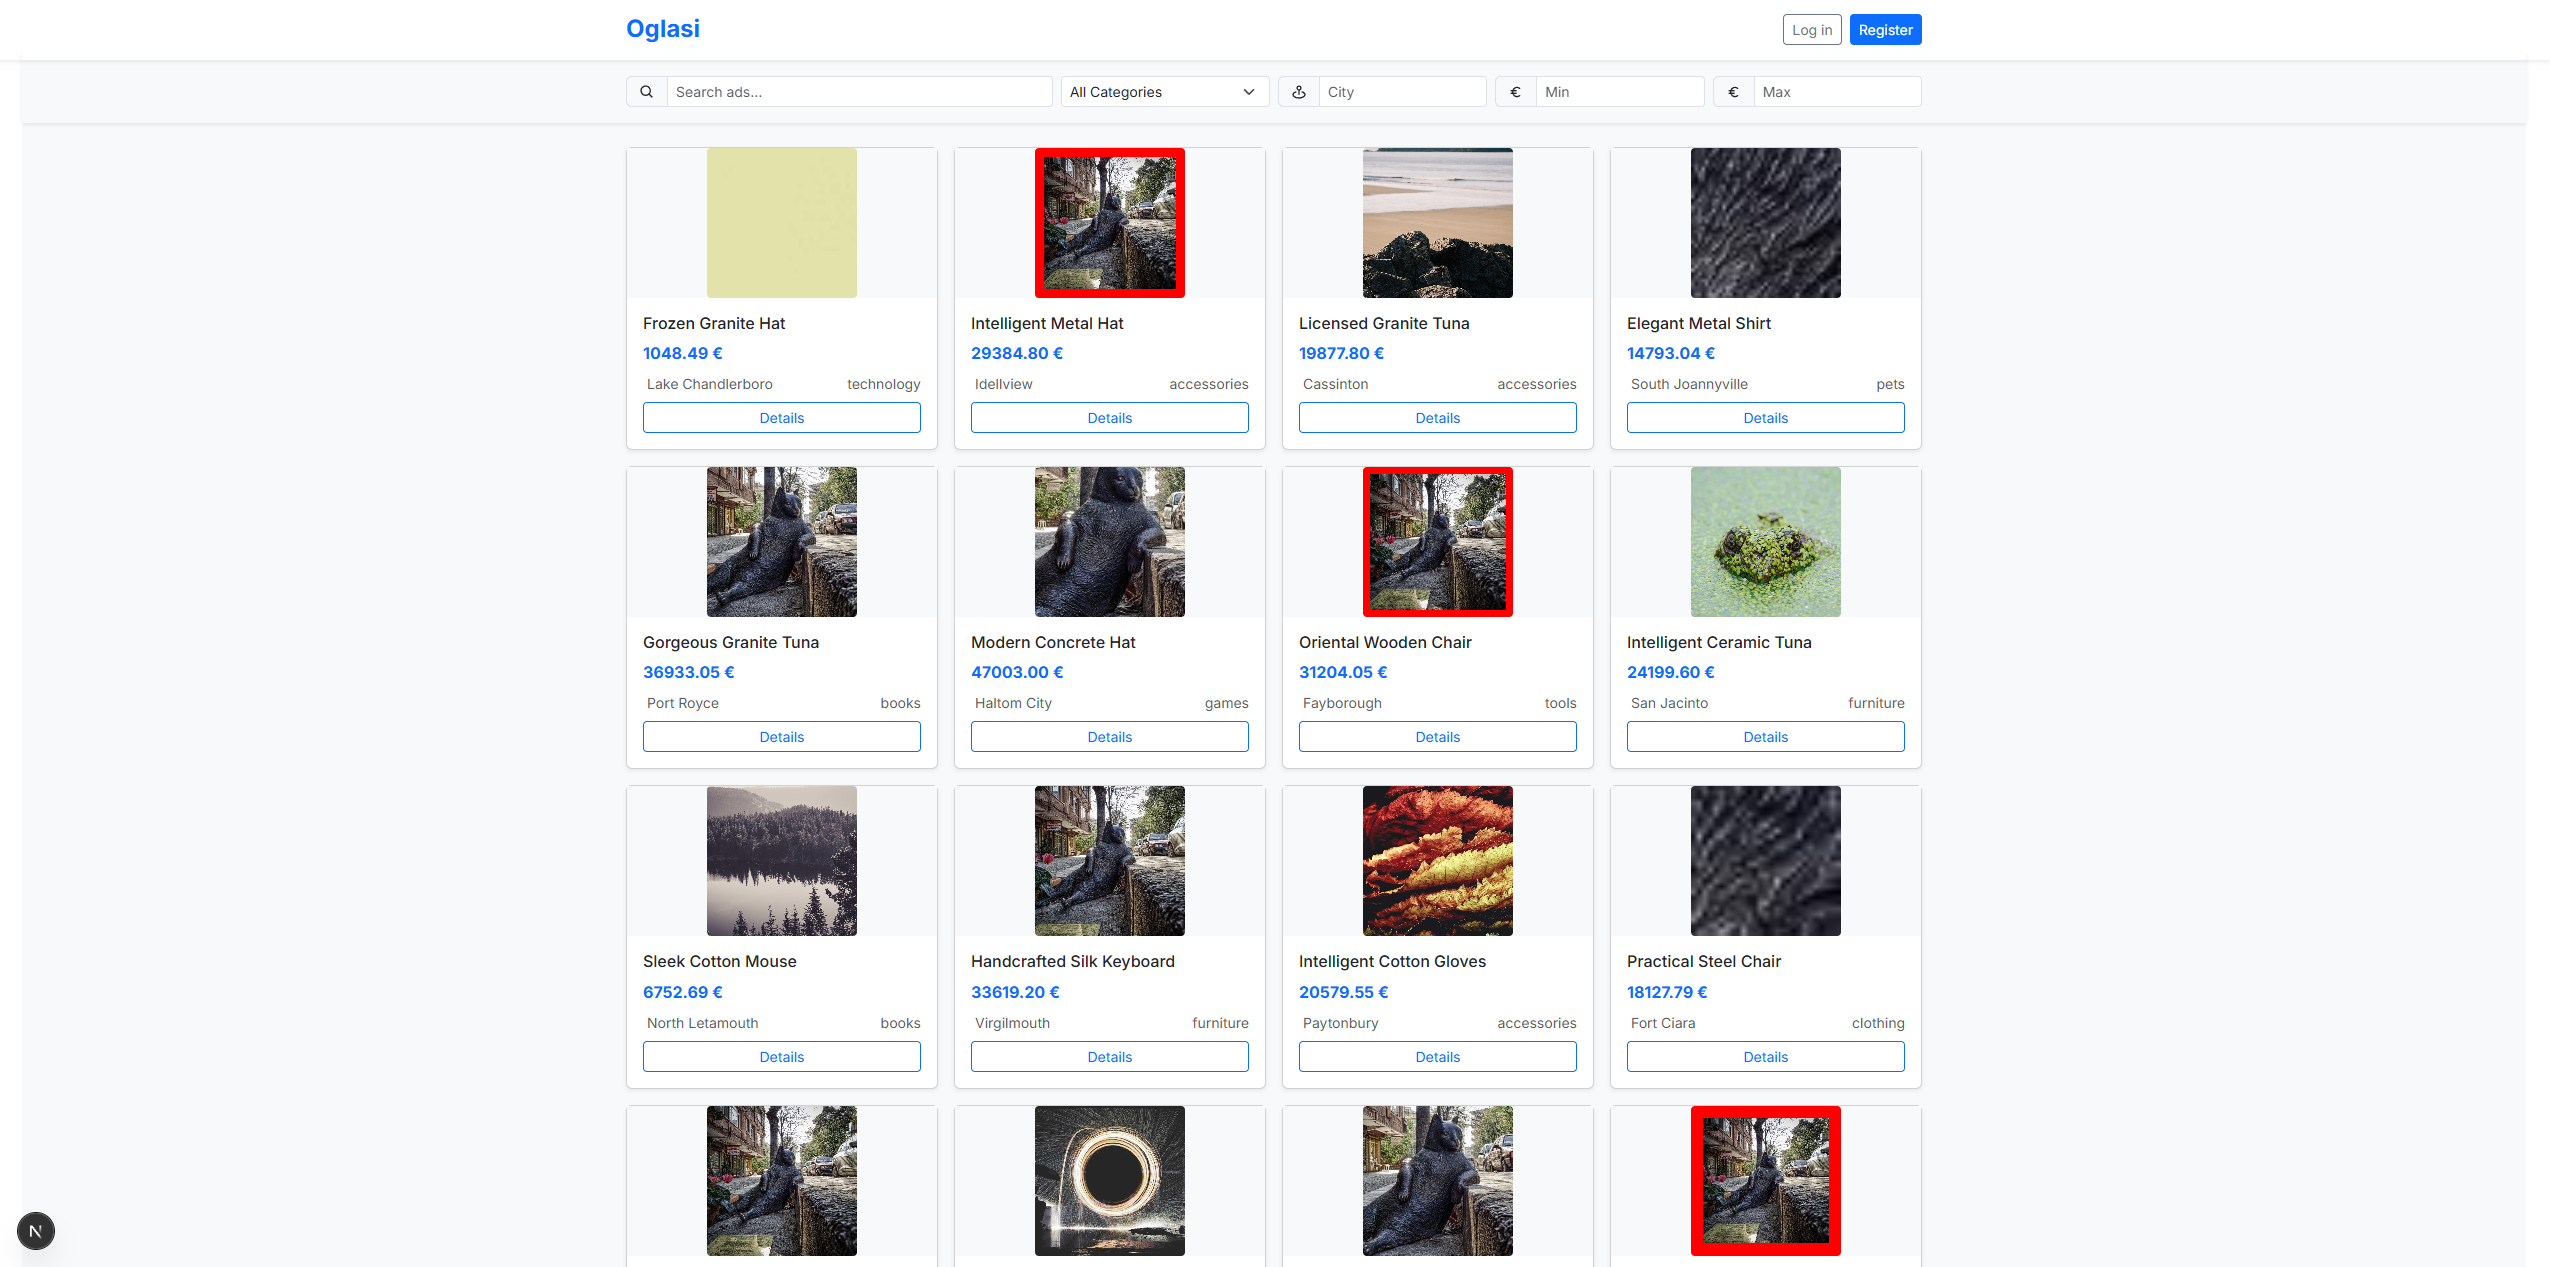 Oglasi
Log in
Register
Search ads...
All Categories
City
€
Min
€
Max
Frozen Granite Hat
1048.49 €
Lake Chandlerboro technology
Details
Intelligent Metal Hat
29384.80 €
Idellview accessories
Details
Licensed Granite Tuna
19877.80 €
Cassinton accessories
Details
Elegant Metal Shirt
14793.04 €
South Joannyville pets
Details
Gorgeous Granite Tuna
36933.05 €
Port Royce books
Details
Modern Concrete Hat
47003.00 €
Haltom City games
Details
Oriental Wooden Chair
31204.05 €
Fayborough tools
Details
Intelligent Ceramic Tuna
24199.60 €
San Jacinto furniture
Details
Sleek Cotton Mouse
6752.69 €
North Letamouth books
Details
Handcrafted Silk Keyboard
33619.20 €
Virgilmouth furniture
Details
Intelligent Cotton Gloves
20579.55 €
Paytonbury accessories
Details
Practical Steel Chair
18127.79 €
Fort Ciara clothing
Details
N